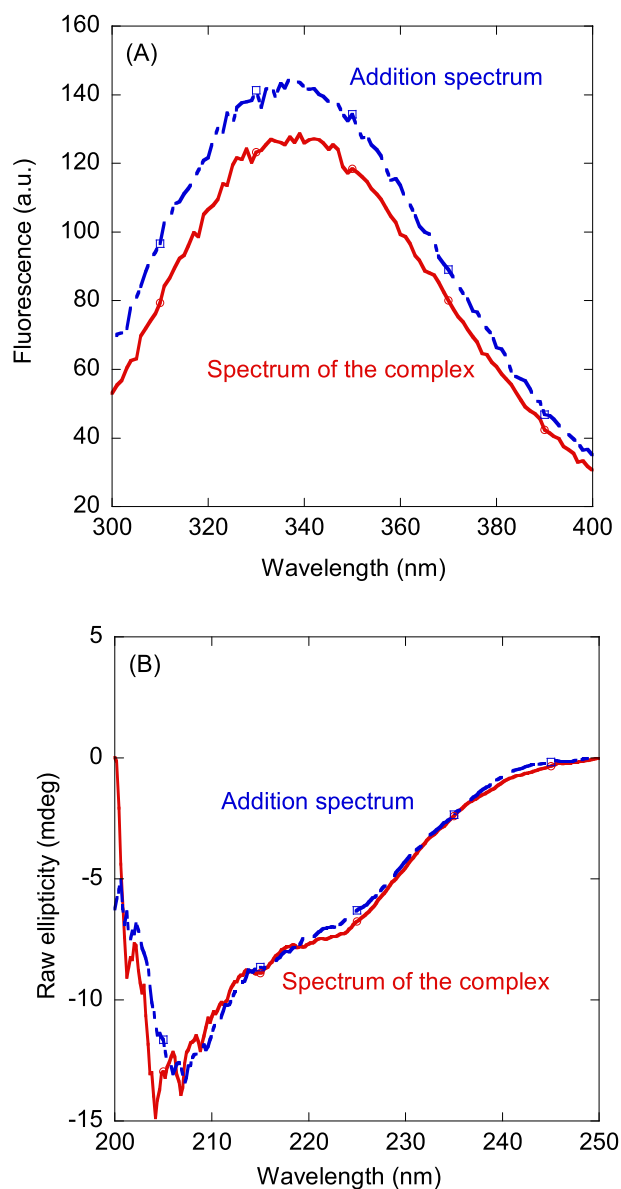 (A)
160
140
120
100
80
60
40
20
Fluorescence (a.u.)
Addition spectrum
Spectrum of the complex
300 320 340 360 380 400
Wavelength (nm)
(B)
5
0
-5
-10
-15
Raw ellipticity (mdeg)
Addition spectrum
Spectrum of the complex
200 210 220 230 240 250
Wavelength (nm)